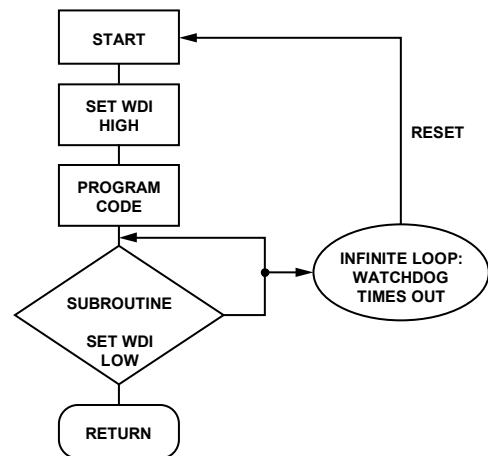 START
SET WDI
HIGH
PROGRAM
CODE
SUBROUTINE
SET WDI
LOW
RETURN
RESET
INFINITE LOOP:
WATCHDOG
TIMES OUT